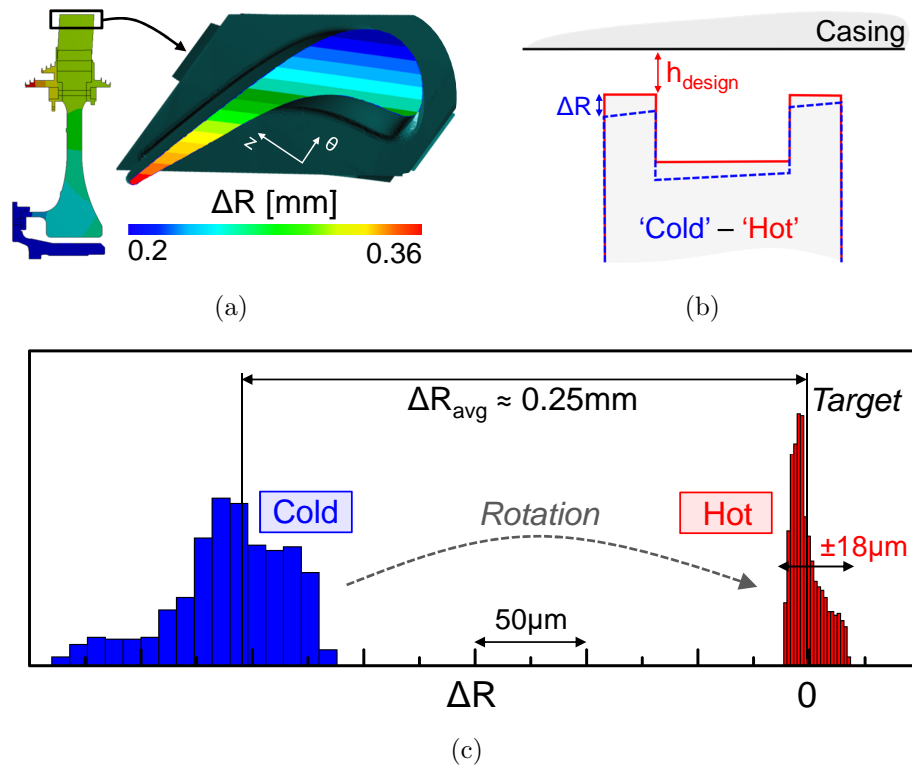 (a)
z
θ
ΔR [mm]
0.2
0.36
(b)
Casing
h_design
ΔR
'Cold' – 'Hot'
(c)
ΔR_avg ≈ 0.25mm
Target
Cold
Rotation
Hot
±18μm
50μm
ΔR
0